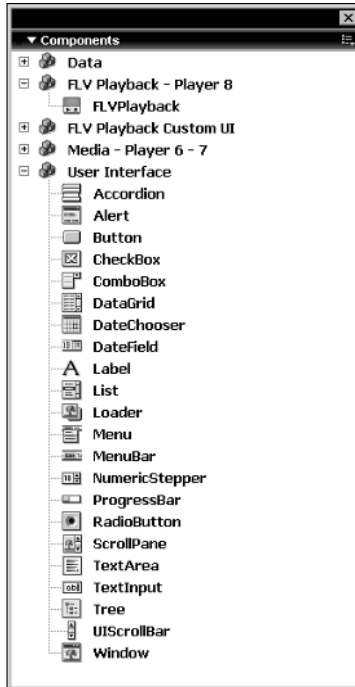 Components
Data
FLV Playback - Player 8
FLVPlayback
FLV Playback Custom UI
Media - Player 6 - 7
User Interface
Accordion
Alert
Button
CheckBox
ComboBox
DataGrid
DateChooser
DateField
Label
List
Loader
Menu
MenuBar
NumericStepper
ProgressBar
RadioButton
ScrollPane
TextArea
TextInput
Tree
UIScrollBar
Window